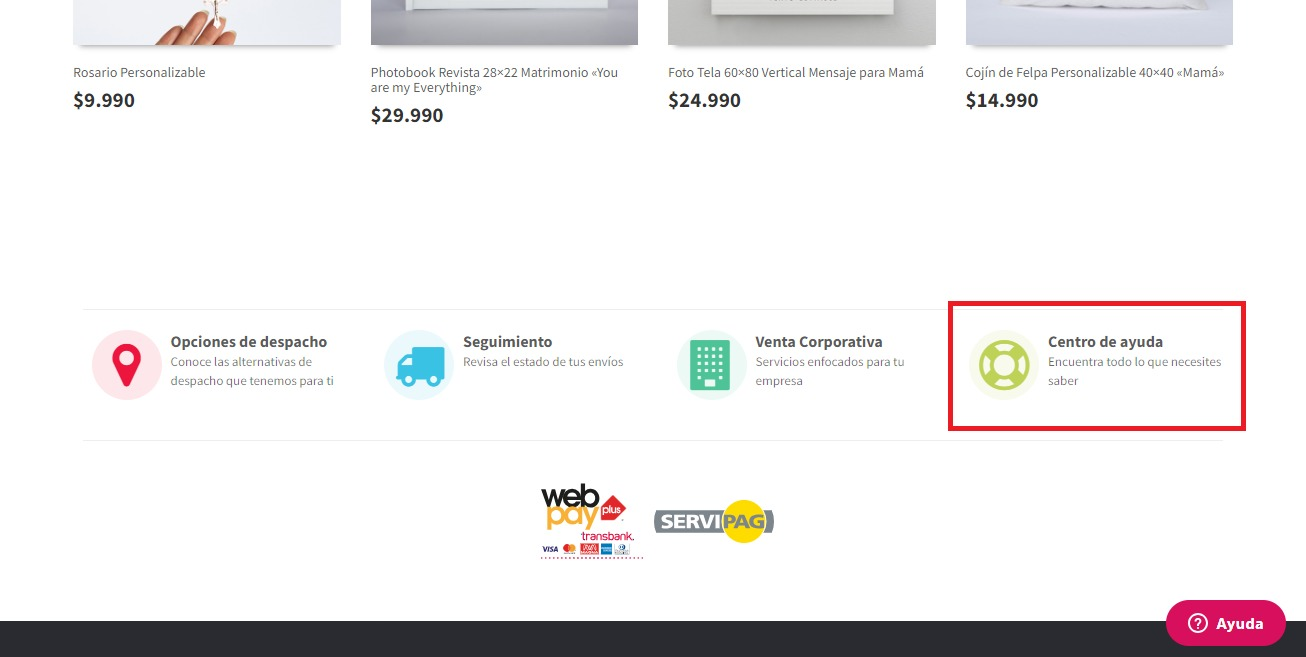 Rosario Personalizable
$9.990
Photobook Revista 28×22 Matrimonio «You
are my Everything»
$29.990
Foto Tela 60×80 Vertical Mensaje para Mamá
$24.990
Cojín de Felpa Personalizable 40×40 «Mamá»
$14.990
Opciones de despacho
Conoce las alternativas de
despacho que tenemos para ti
Seguimiento
Revisa el estado de tus envíos
Venta Corporativa
Servicios enfocados para tu
empresa
Centro de ayuda
Encuentra todo lo que necesites
saber
web
pay plus
transbank.
VISA
SERVIPAG
Ayuda